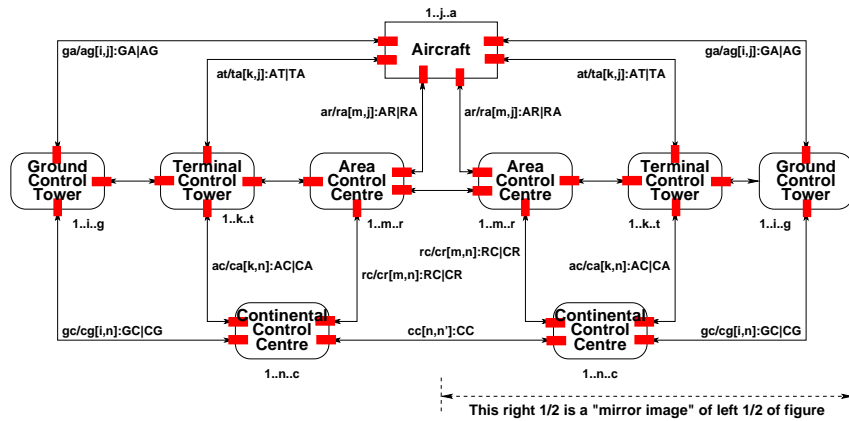 1..j..a
Aircraft
ga/ag[i,j]:GA|AG
ga/ag[i,j]:GA|AG
at/ta[k,j]:AT|TA
at/ta[k,j]:AT|TA
ar/ra[m,j]:AR|RA
ar/ra[m,j]:AR|RA
Ground
Control
Tower
Terminal
Control
Tower
Area
Control
Centre
Area
Control
Centre
Terminal
Control
Tower
Ground
Control
Tower
1..i..g
1..k..t
1..m..r
1..m..r
1..k..t
1..i..g
rc/cr[m,n]:RC|CR
ac/ca[k,n]:AC|CA
rc/cr[m,n]:RC|CR
ac/ca[k,n]:AC|CA
Continental
Control
Centre
Continental
Control
Centre
gc/cg[i,n]:GC|CG
cc[n,n']:CC
gc/cg[i,n]:GC|CG
1..n..c
1..n..c
This right 1/2 is a "mirror image" of left 1/2 of figure